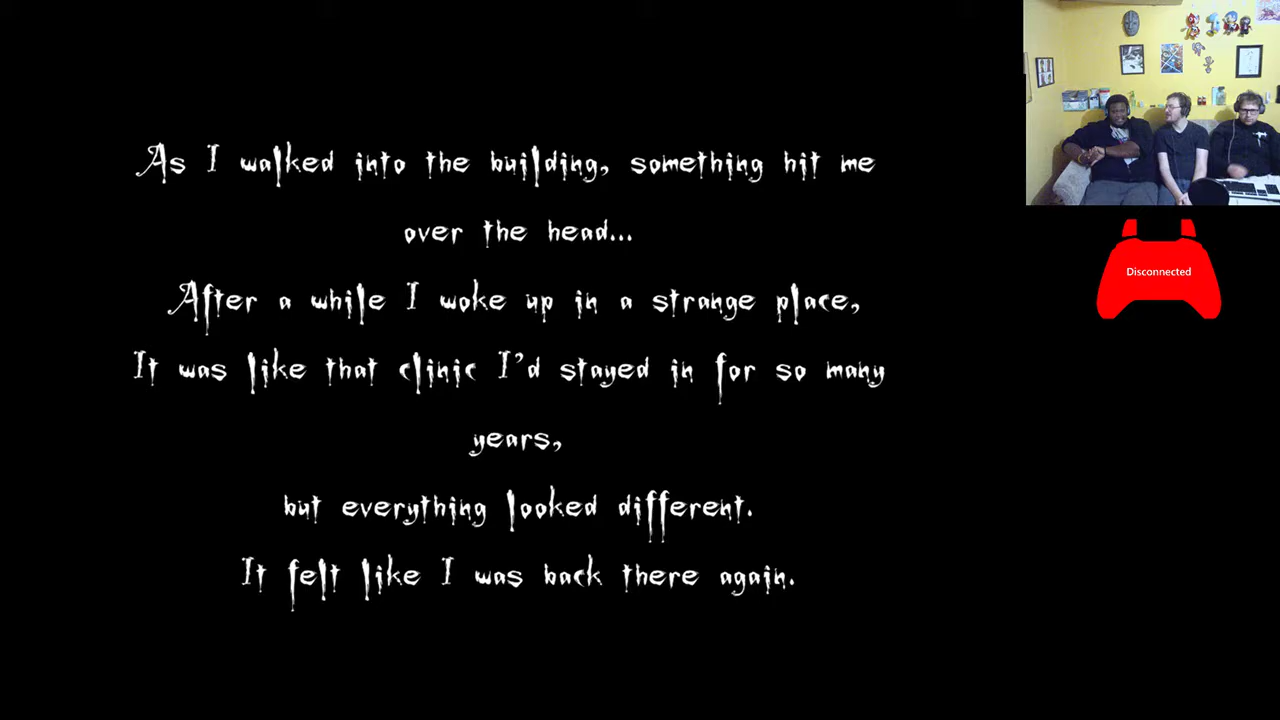 As I walked into the building, something hit me
over the head...
After a while I woke up in a strange place,
It was like that clinic I'd stayed in for so many
years,
but everything looked different.
It felt like I was back there again.
Disconnected